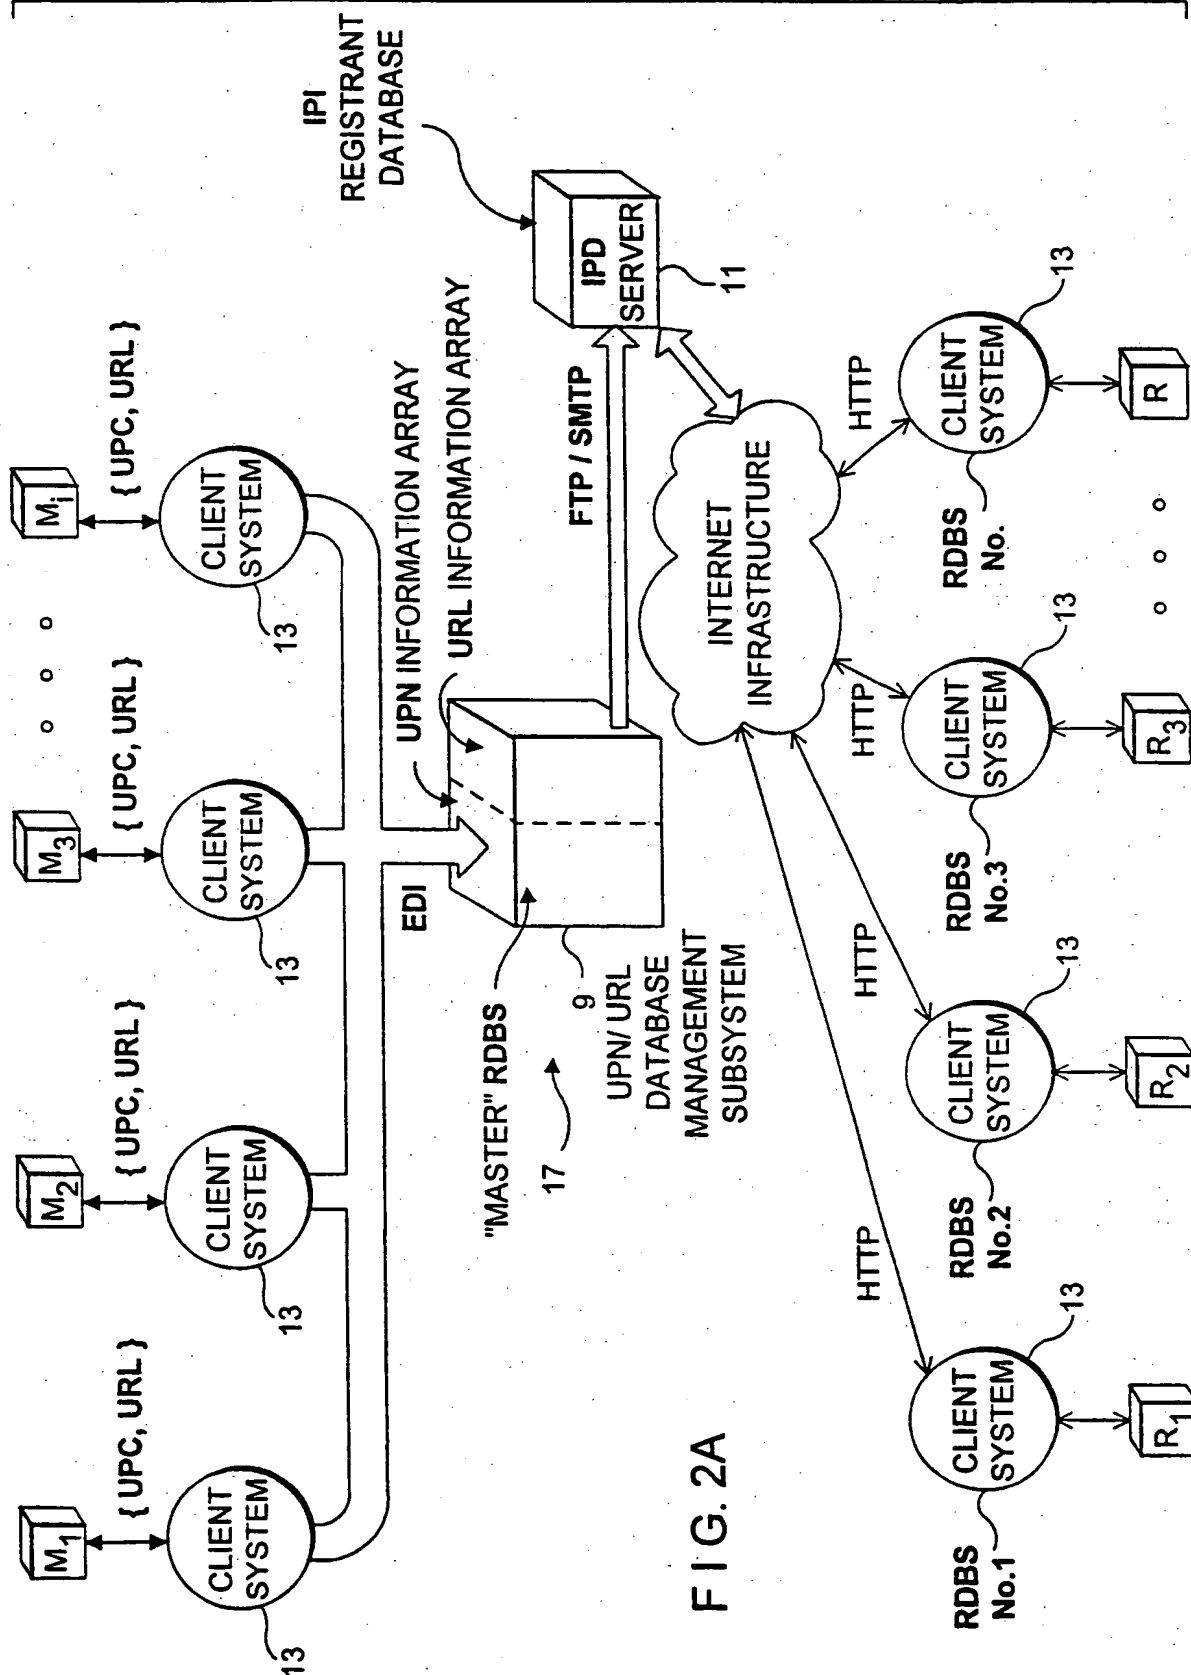 M1
{ UPC, URL }
CLIENT
SYSTEM
13
M2
{ UPC, URL }
CLIENT
SYSTEM
13
M3
{ UPC, URL }
CLIENT
SYSTEM
13
Mi
{ UPC, URL }
CLIENT
SYSTEM
13
EDI
UPN INFORMATION ARRAY
URL INFORMATION ARRAY
"MASTER" RDBS
17
9
UPN/ URL
DATABASE
MANAGEMENT
SUBSYSTEM
FTP / SMTP
IPI
REGISTRANT
DATABASE
IPD
SERVER
11
INTERNET
INFRASTRUCTURE
HTTP
HTTP
HTTP
HTTP
CLIENT
SYSTEM
13
RDBS
No.1
R1
CLIENT
SYSTEM
13
RDBS
No.2
R2
CLIENT
SYSTEM
13
RDBS
No.3
R3
CLIENT
SYSTEM
13
RDBS
No.
R
FIG. 2A